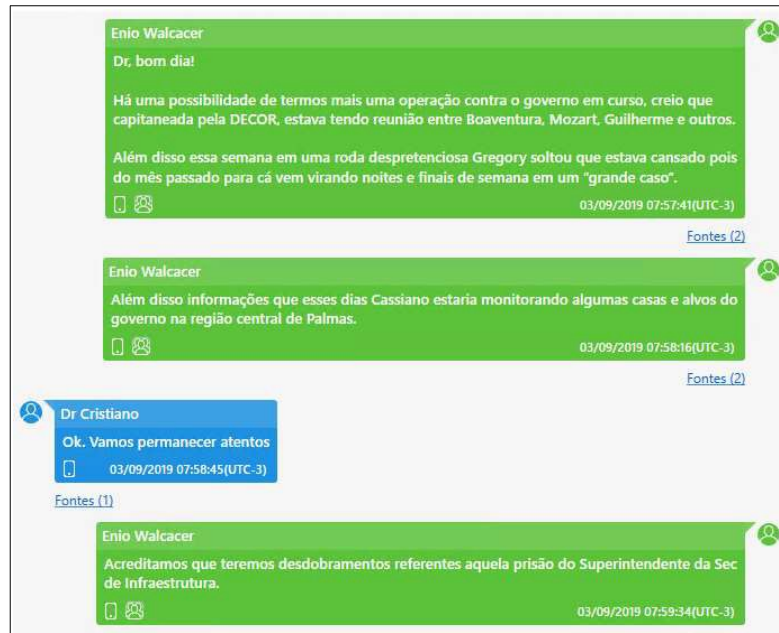 Enio Walcacer
Dr, bom dia!
Há uma possibilidade de termos mais uma operação contra o governo em curso, creio que
capitaneada pela DECOR, estava tendo reunião entre Boaventura, Mozart, Guilherme e outros.
Além disso essa semana em uma roda despretenciosa Gregory soltou que estava cansado pois
do mês passado para cá vem virando noites e finais de semana em um "grande caso".
03/09/2019 07:57:41(UTC-3)
Fontes (2)
Enio Walcacer
Além disso informações que esses dias Cassiano estaria monitorando algumas casas e alvos do
governo na região central de Palmas.
03/09/2019 07:58:16(UTC-3)
Fontes (2)
Dr Cristiano
Ok. Vamos permanecer atentos
03/09/2019 07:58:45(UTC-3)
Fontes (1)
Enio Walcacer
Acreditamos que teremos desdobramentos referentes aquela prisão do Superintendente da Sec
de Infraestrutura.
03/09/2019 07:59:34(UTC-3)